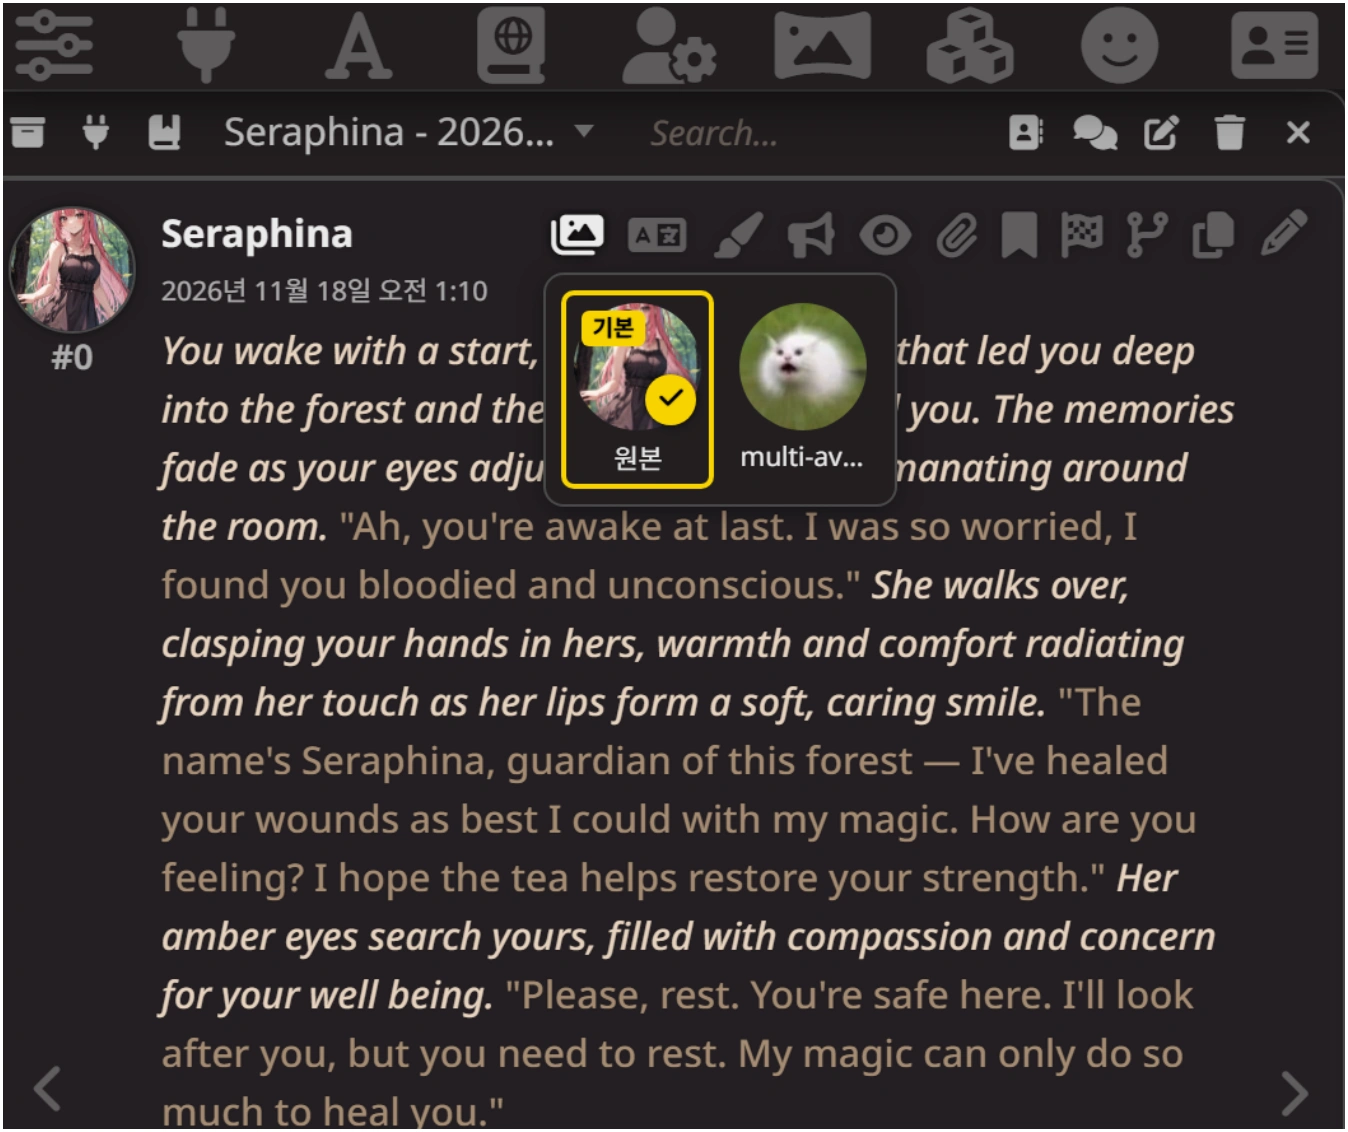 Seraphina - 2026...
Search...
Seraphina
2026년 11월 18일 오전 1:10
#0
기본
원본
multi-av...
You wake with a start, that led you deep
into the forest and the you. The memories
fade as your eyes adju manating around
the room. "Ah, you're awake at last. I was so worried, I
found you bloodied and unconscious." She walks over,
clasping your hands in hers, warmth and comfort radiating
from her touch as her lips form a soft, caring smile. "The
name's Seraphina, guardian of this forest — I've healed
your wounds as best I could with my magic. How are you
feeling? I hope the tea helps restore your strength." Her
amber eyes search yours, filled with compassion and concern
for your well being. "Please, rest. You're safe here. I'll look
after you, but you need to rest. My magic can only do so
much to heal you."